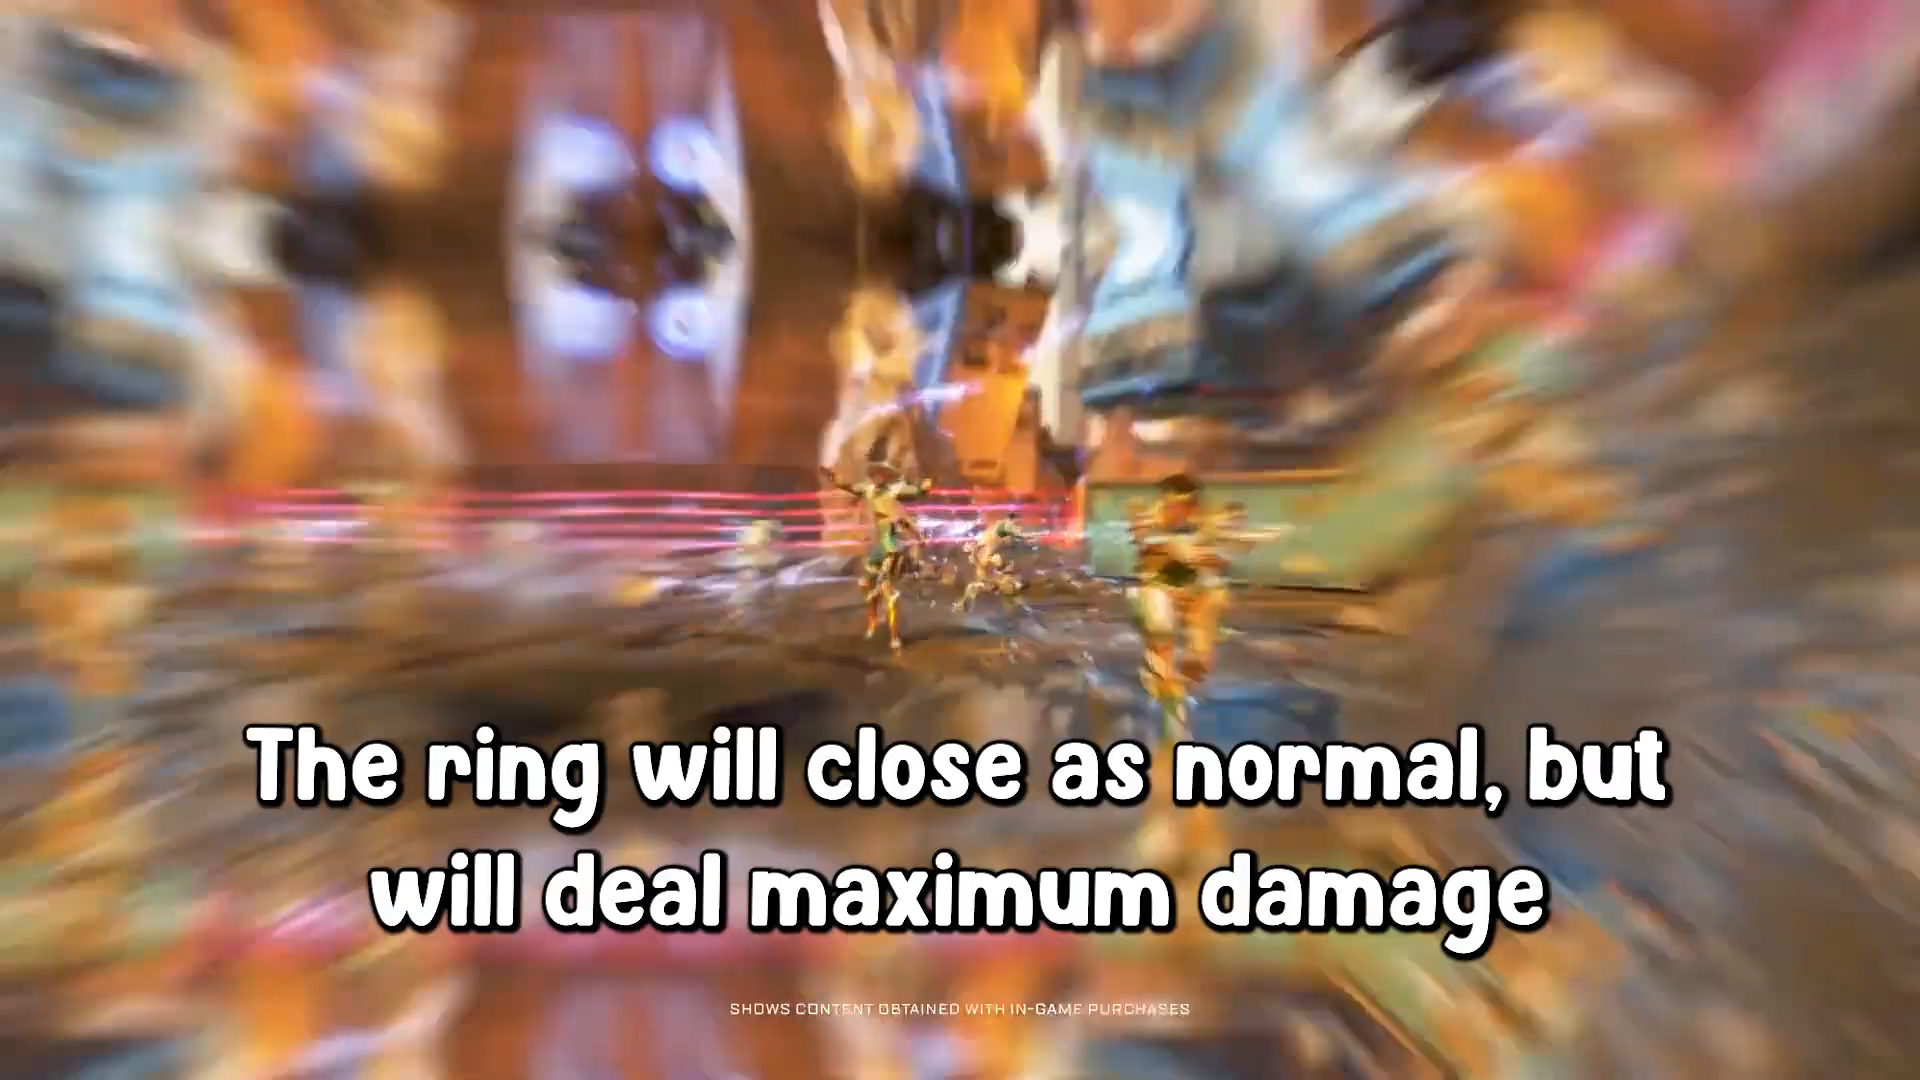 The ring will close as normal, but
will deal maximum damage
SHOWS CONTENT OBTAINED WITH IN-GAME PURCHASES